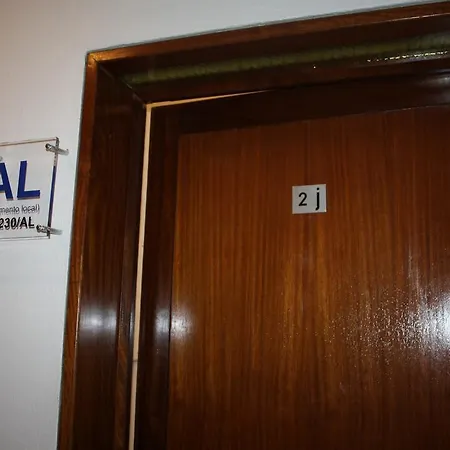 AL
mento local)
230/AL
2 j